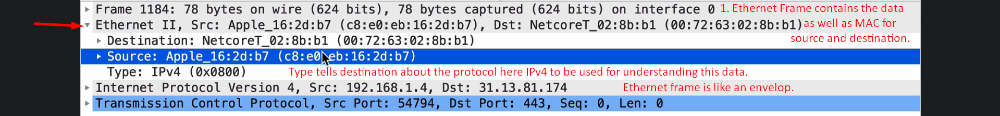 Frame 1184: 78 bytes on wire (624 bits), 78 bytes captured (624 bits) on interface 0 1. Ethernet Frame contains the data
Ethernet II, Src: Apple_16:2d:b7 (c8:e0:eb:16:2d:b7), Dst: NetcoreT_02:8b:b1 (00:72:63:02:8b:b1) as well as MAC for
Destination: NetcoreT_02:8b:b1 (00:72:63:02:8b:b1) source and destination.
Source: Apple_16:2d:b7 (c8:e0:eb:16:2d:b7)
Type: IPv4 (0x0800) Type tells destination about the protocol here IPv4 to be used for understanding this data.
Internet Protocol Version 4, Src: 192.168.1.4, Dst: 31.13.81.174 Ethernet frame is like an envelop.
Transmission Control Protocol, Src Port: 54794, Dst Port: 443, Seq: 0, Len: 0